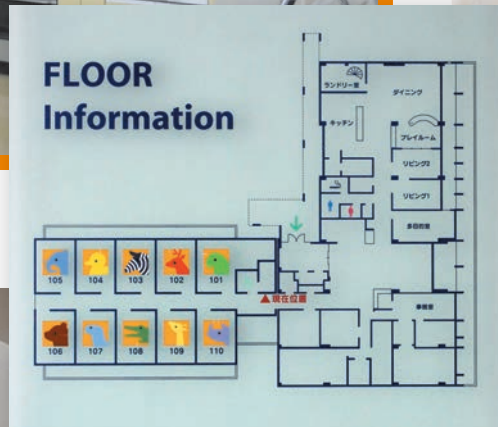 FLOOR
Information
ランドリー室
ダイニング
キッチン
プレイルーム
リビング2
リビング1
多目的室
105
104
103
102
101
▲現在位置
事務室
106
107
108
109
110